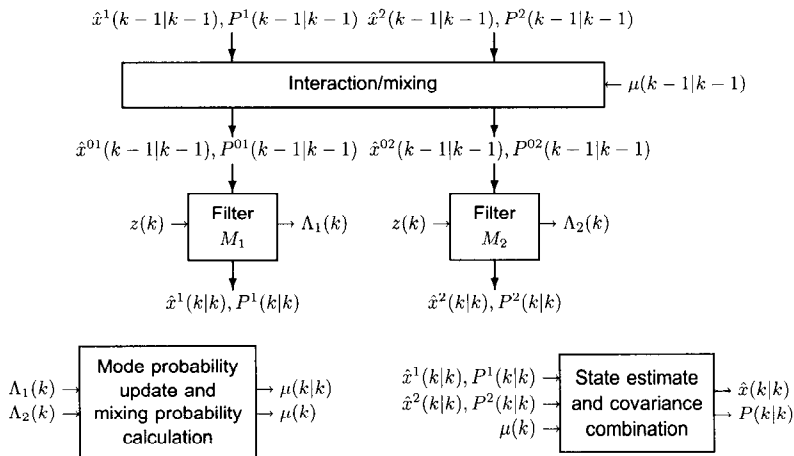 x̂¹(k−1|k−1), P¹(k−1|k−1) x̂²(k−1|k−1), P²(k−1|k−1)
Interaction/mixing
μ(k−1|k−1)
x̂⁰¹(k−1|k−1), P⁰¹(k−1|k−1) x̂⁰²(k−1|k−1), P⁰²(k−1|k−1)
z(k)
Filter
M₁
Λ₁(k)
z(k)
Filter
M₂
Λ₂(k)
x̂¹(k|k), P¹(k|k)
x̂²(k|k), P²(k|k)
Λ₁(k)
Λ₂(k)
Mode probability
update and
mixing probability
calculation
μ(k|k)
μ(k)
x̂¹(k|k), P¹(k|k)
x̂²(k|k), P²(k|k)
μ(k)
State estimate
and covariance
combination
x̂(k|k)
P(k|k)